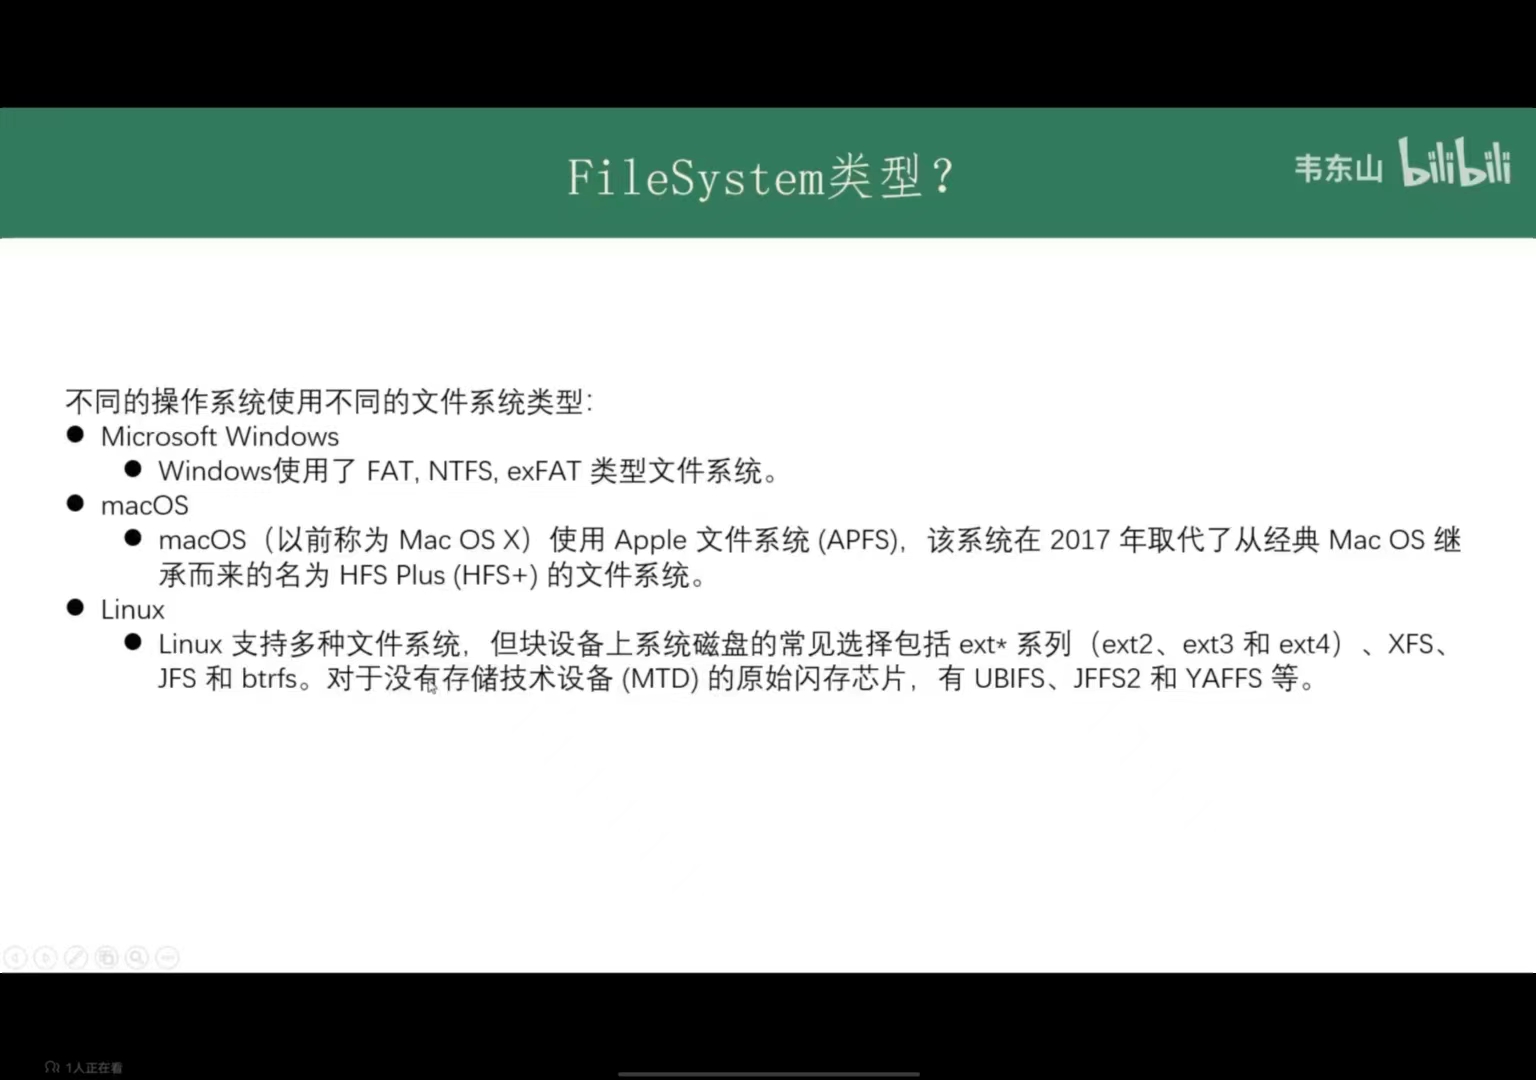 FileSystem类型？
韦东山 bilibili
不同的操作系统使用不同的文件系统类型:
● Microsoft Windows
● Windows使用了 FAT, NTFS, exFAT 类型文件系统。
● macOS
● macOS（以前称为 Mac OS X）使用 Apple 文件系统 (APFS)，该系统在 2017 年取代了从经典 Mac OS 继
承而来的名为 HFS Plus (HFS+) 的文件系统。
● Linux
● Linux 支持多种文件系统，但块设备上系统磁盘的常见选择包括 ext* 系列（ext2、ext3 和 ext4）、XFS、
JFS 和 btrfs。对于没有存储技术设备 (MTD) 的原始闪存芯片，有 UBIFS、JFFS2 和 YAFFS 等。
1人正在看